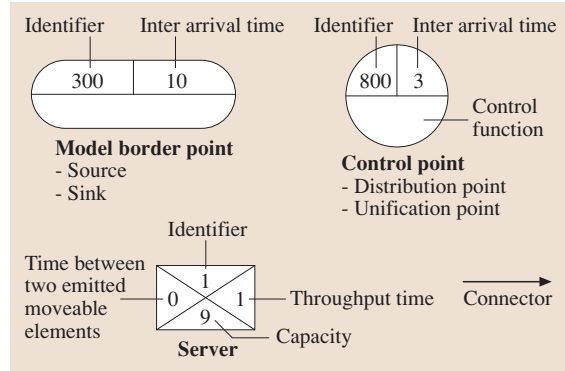 Identifier Inter arrival time
300 10
Model border point
- Source
- Sink
Identifier Inter arrival time
800 3
Control
function
Control point
- Distribution point
- Unification point
Identifier
Time between
two emitted
moveable
elements
1
0
1
9
Throughput time
Capacity
Server
Connector